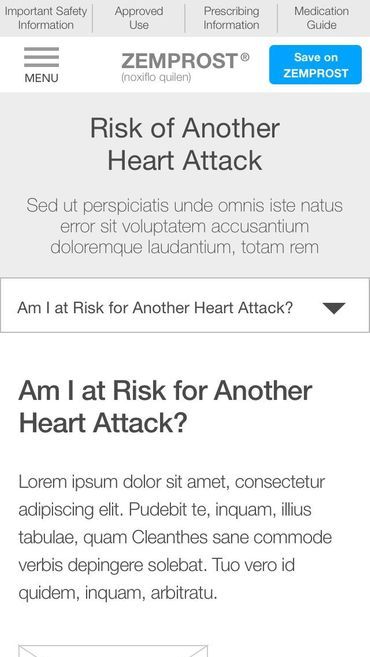 Important Safety Information
Approved Use
Prescribing Information
Medication Guide
MENU
ZEMPROST®
(noxiflo quilen)
Save on
ZEMPROST
Risk of Another
Heart Attack
Sed ut perspiciatis unde omnis iste natus
error sit voluptatem accusantium
doloremque laudantium, totam rem
Am I at Risk for Another Heart Attack?
Am I at Risk for Another
Heart Attack?
Lorem ipsum dolor sit amet, consectetur
adipiscing elit. Pudebit te, inquam, illius
tabulae, quam Cleanthes sane commode
verbis depingere solebat. Tuo vero id
quidem, inquam, arbitratu.